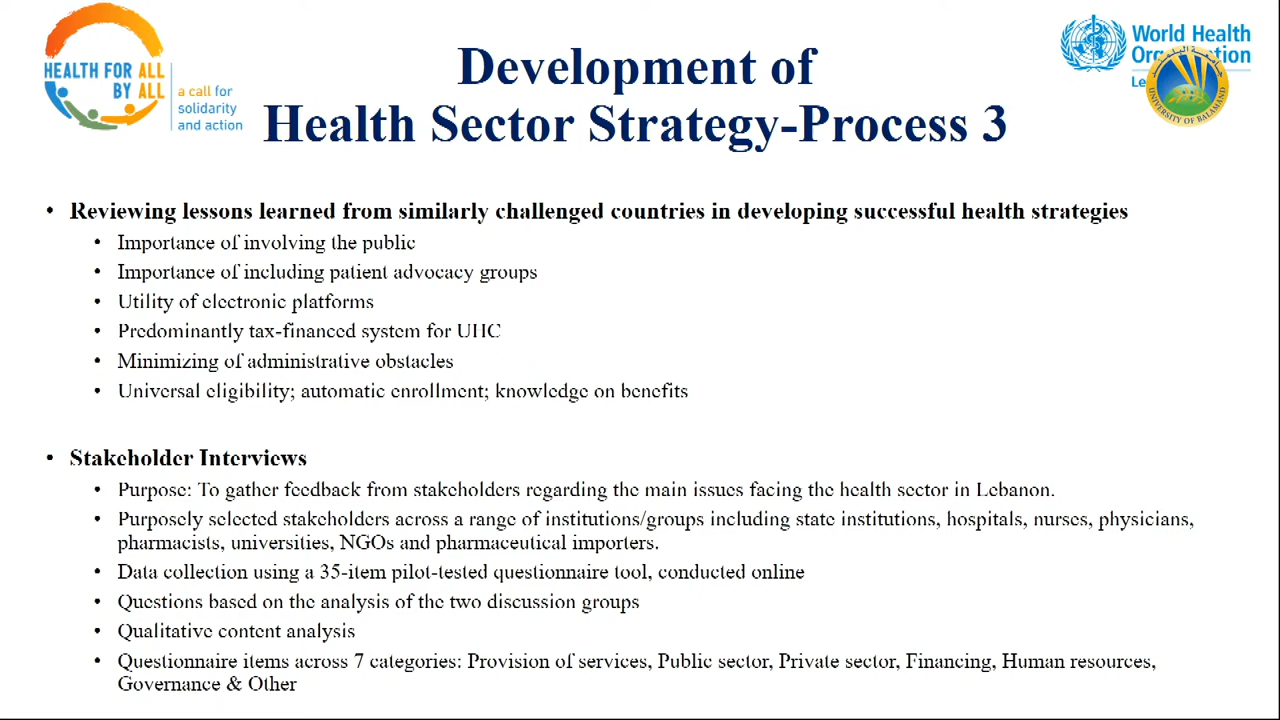 HEALTH FOR ALL
BY ALL
a call for
solidarity
and action
World Health
Le
UNIVERSITY OF BALAMAND
Development of
Health Sector Strategy-Process 3
• Reviewing lessons learned from similarly challenged countries in developing successful health strategies
• Importance of involving the public
• Importance of including patient advocacy groups
• Utility of electronic platforms
• Predominantly tax-financed system for UHC
• Minimizing of administrative obstacles
• Universal eligibility; automatic enrollment; knowledge on benefits
• Stakeholder Interviews
• Purpose: To gather feedback from stakeholders regarding the main issues facing the health sector in Lebanon.
• Purposely selected stakeholders across a range of institutions/groups including state institutions, hospitals, nurses, physicians,
pharmacists, universities, NGOs and pharmaceutical importers.
• Data collection using a 35-item pilot-tested questionnaire tool, conducted online
• Questions based on the analysis of the two discussion groups
• Qualitative content analysis
• Questionnaire items across 7 categories: Provision of services, Public sector, Private sector, Financing, Human resources,
Governance & Other